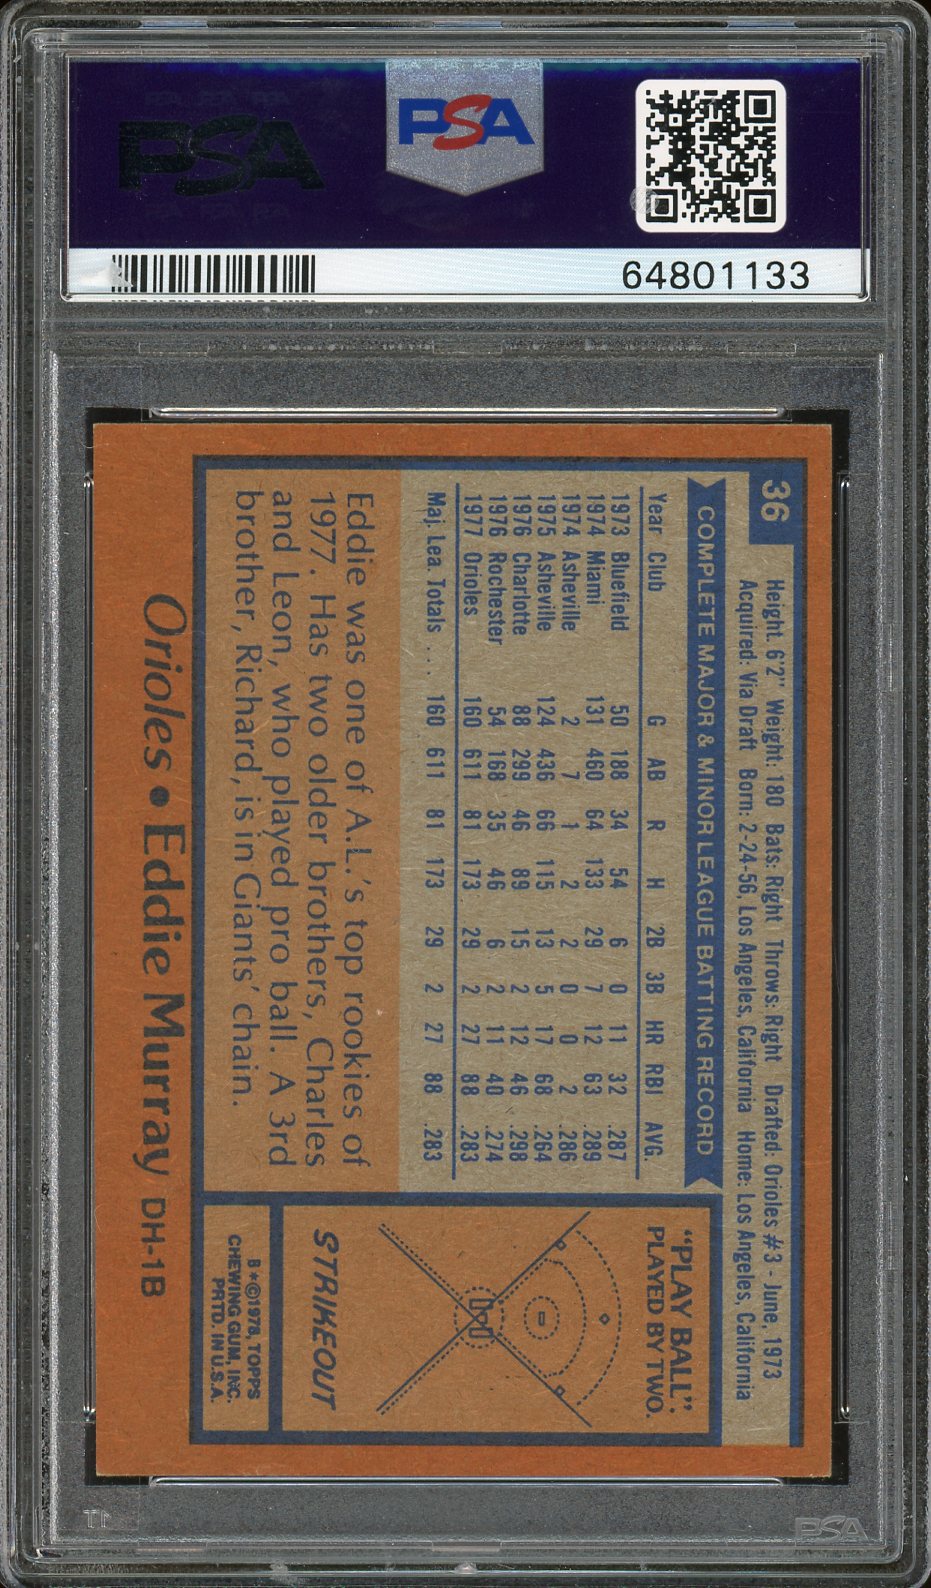 PSA
PSA
64801133
36
Height: 6'2" Weight: 180 Bats: Right Throws: Right Drafted: Orioles #3 - June, 1973
Acquired: Via Draft Born: 2-24-56, Los Angeles, California Home: Los Angeles, California
COMPLETE MAJOR & MINOR LEAGUE BATTING RECORD
Year Club G AB R H 2B 3B HR RBI AVG.
1973 Bluefield 50 188 34 54 6 0 11 32 .287
1974 Miami 131 460 64 133 29 7 12 63 .289
1974 Asheville 2 7 1 2 2 0 0 2 .286
1975 Asheville 124 436 66 115 13 5 17 68 .264
1976 Charlotte 88 299 46 89 15 2 12 46 .298
1976 Rochester 54 168 35 46 6 2 11 40 .274
1977 Orioles 160 611 81 173 29 2 27 88 .283
Maj. Lea. Totals ... 160 611 81 173 29 2 27 88 .283
Eddie was one of A.L.'s top rookies of
1977. Has two older brothers, Charles
and Leon, who played pro ball. A 3rd
brother, Richard, is in Giants' chain.
"PLAY BALL":
PLAYED BY TWO.
STRIKEOUT
B*©1978, TOPPS
CHEWING GUM, INC.
PRTD. IN U.S.A.
Orioles • Eddie Murray DH-1B
PSA